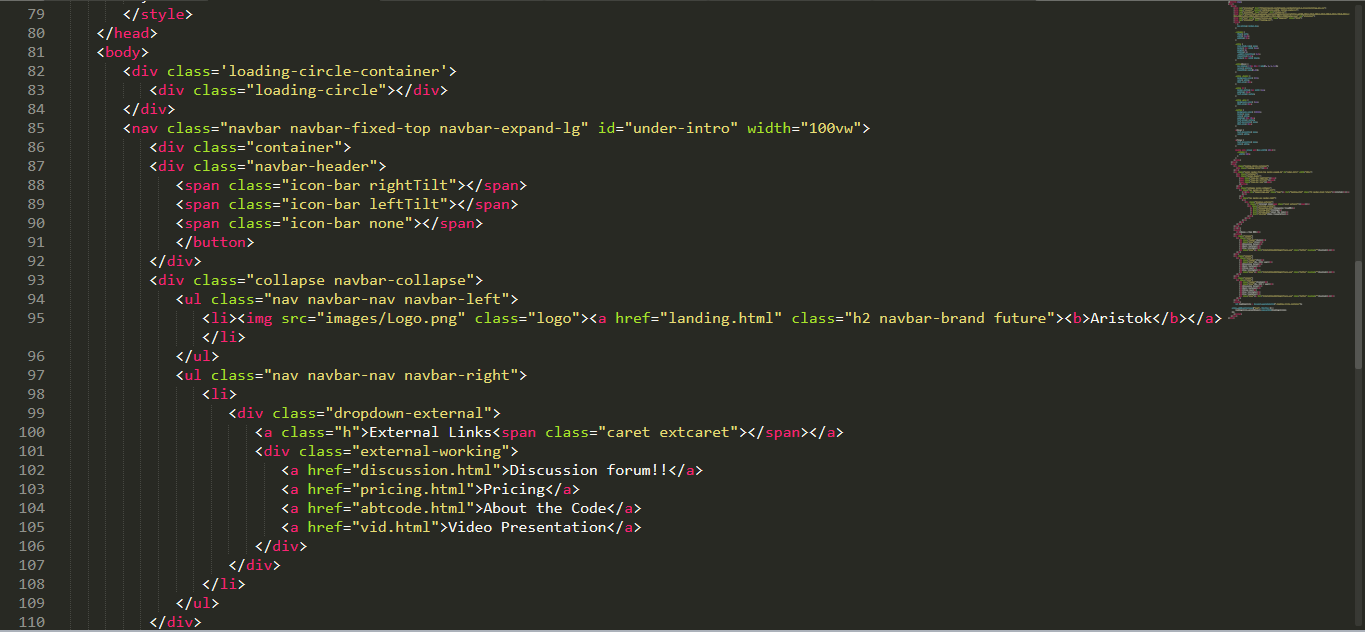 79 </style>
80 </head>
81 <body>
82 <div class='loading-circle-container'>
83 <div class="loading-circle"></div>
84 </div>
85 <nav class="navbar navbar-fixed-top navbar-expand-lg" id="under-intro" width="100vw">
86 <div class="container">
87 <div class="navbar-header">
88 <span class="icon-bar rightTilt"></span>
89 <span class="icon-bar leftTilt"></span>
90 <span class="icon-bar none"></span>
91 </button>
92 </div>
93 <div class="collapse navbar-collapse">
94 <ul class="nav navbar-nav navbar-left">
95 <li><img src="images/Logo.png" class="logo"><a href="landing.html" class="h2 navbar-brand future"><b>Aristok</b></a>
</li>
96 </ul>
97 <ul class="nav navbar-nav navbar-right">
98 <li>
99 <div class="dropdown-external">
100 <a class="h">External Links<span class="caret extcaret"></span></a>
101 <div class="external-working">
102 <a href="discussion.html">Discussion forum!!</a>
103 <a href="pricing.html">Pricing</a>
104 <a href="abtcode.html">About the Code</a>
105 <a href="vid.html">Video Presentation</a>
106 </div>
107 </div>
108 </li>
109 </ul>
110 </div>